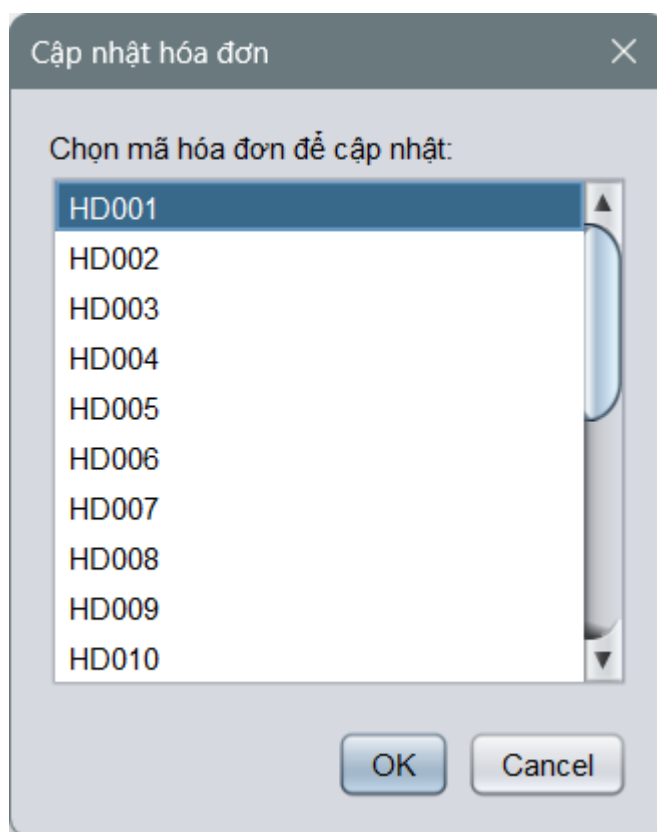 Cập nhật hóa đơn
Chọn mã hóa đơn để cập nhật:
HD001
HD002
HD003
HD004
HD005
HD006
HD007
HD008
HD009
HD010
OK Cancel